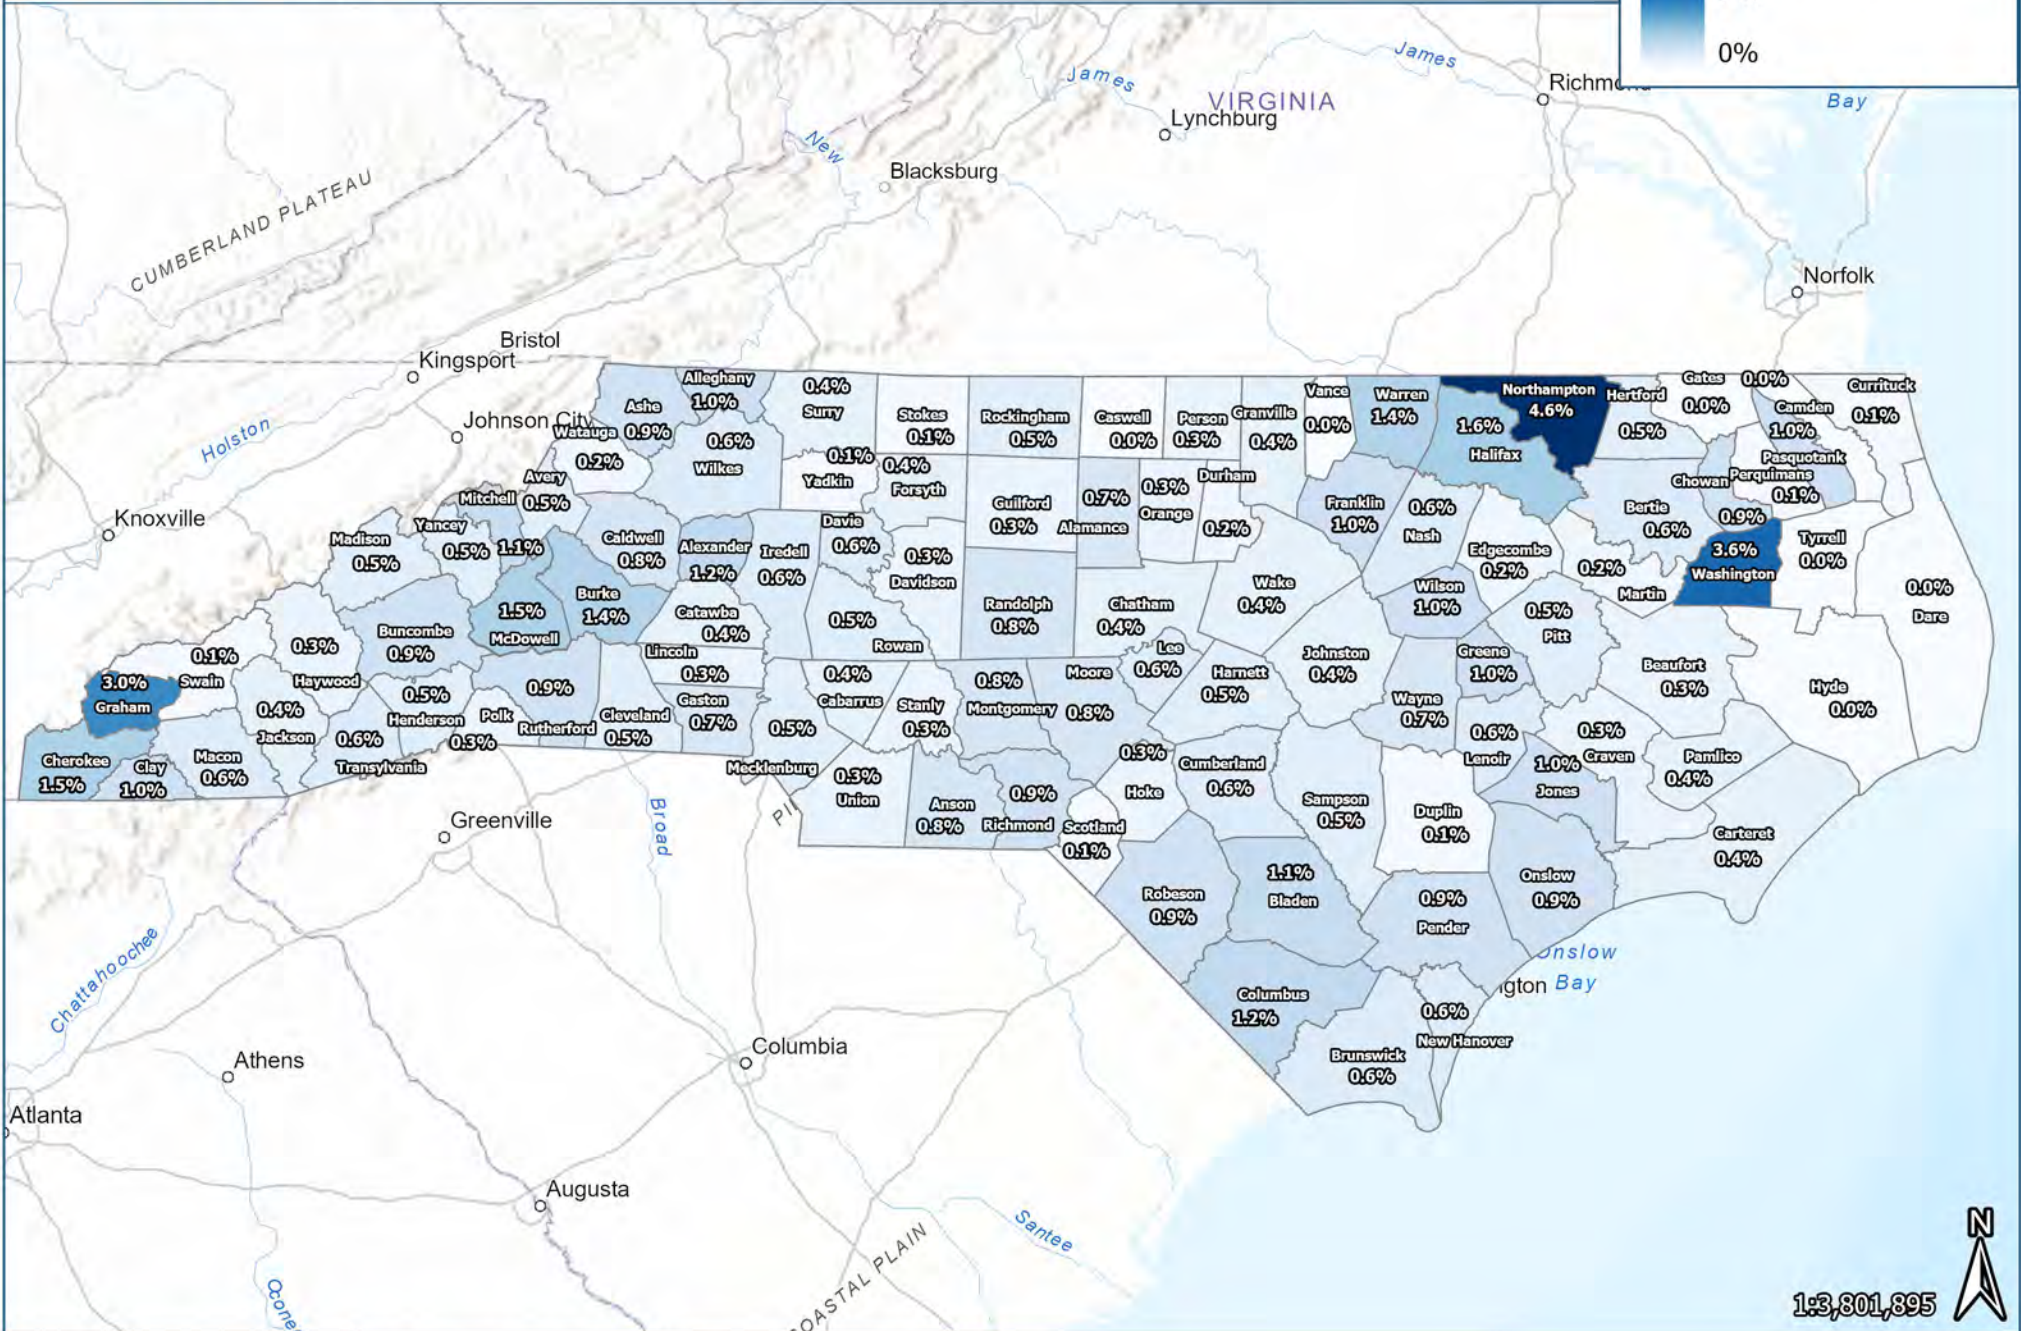 0%
James
James
Richmo
VIRGINIA
Bay
Lynchburg
New
Blacksburg
CUMBERLAND PLATEAU
Norfolk
Bristol
Kingsport
Holston
Johnson City
Knoxville
Alleghany
1.0%
0.4%
Surry
Ashe
0.9%
Watauga
0.2%
0.6%
Wilkes
Stokes
0.1%
Rockingham
0.5%
Caswell
0.0%
Person
0.3%
Granville
0.4%
Vance
0.0%
Warren
1.4%
Northampton
4.6%
1.6%
Halifax
Hertford
0.5%
Gates
0.0%
0.0%
Camden
1.0%
Currituck
0.1%
Pasquotank
Perquimans
0.1%
Chowan
0.9%
Avery
0.5%
Mitchell
1.1%
Yancey
0.5%
Madison
0.5%
Caldwell
0.8%
Alexander
1.2%
Iredell
0.6%
0.1%
Yadkin
0.4%
Forsyth
Davie
0.6%
0.3%
Davidson
Guilford
0.3%
0.7%
Alamance
0.3%
Orange
Durham
0.2%
Franklin
1.0%
0.6%
Nash
Edgecombe
0.2%
0.2%
Martin
Bertie
0.6%
3.6%
Washington
Tyrrell
0.0%
0.0%
Dare
Burke
1.4%
1.5%
McDowell
Buncombe
0.9%
0.3%
Haywood
0.1%
Swain
3.0%
Graham
Catawba
0.4%
Lincoln
0.3%
0.5%
Rowan
Randolph
0.8%
Chatham
0.4%
Wake
0.4%
Wilson
1.0%
0.5%
Pitt
Beaufort
0.3%
Hyde
0.0%
Lee
0.6%
Harnett
0.5%
Johnston
0.4%
Greene
1.0%
Wayne
0.7%
0.6%
Lenoir
0.3%
Craven
Pamlico
0.4%
1.0%
Jones
Cherokee
1.5%
Clay
1.0%
Macon
0.6%
0.4%
Jackson
0.6%
Transylvania
0.5%
Henderson
Polk
0.3%
0.9%
Rutherford
Cleveland
0.5%
Gaston
0.7%
0.5%
Mecklenburg
0.4%
Cabarrus
Stanly
0.3%
0.8%
Montgomery
Moore
0.8%
0.3%
Hoke
Cumberland
0.6%
Sampson
0.5%
Duplin
0.1%
0.3%
Union
Anson
0.8%
0.9%
Richmond
Scotland
0.1%
Carteret
0.4%
Onslow
0.9%
Robeson
0.9%
1.1%
Bladen
0.9%
Pender
Columbus
1.2%
0.6%
New Hanover
Brunswick
0.6%
Onslow
Bay
gton
Greenville
Broad
PI
Chattahoochee
Athens
Columbia
Atlanta
Augusta
Santee
Oconee
COASTAL PLAIN
N
1:3,801,895